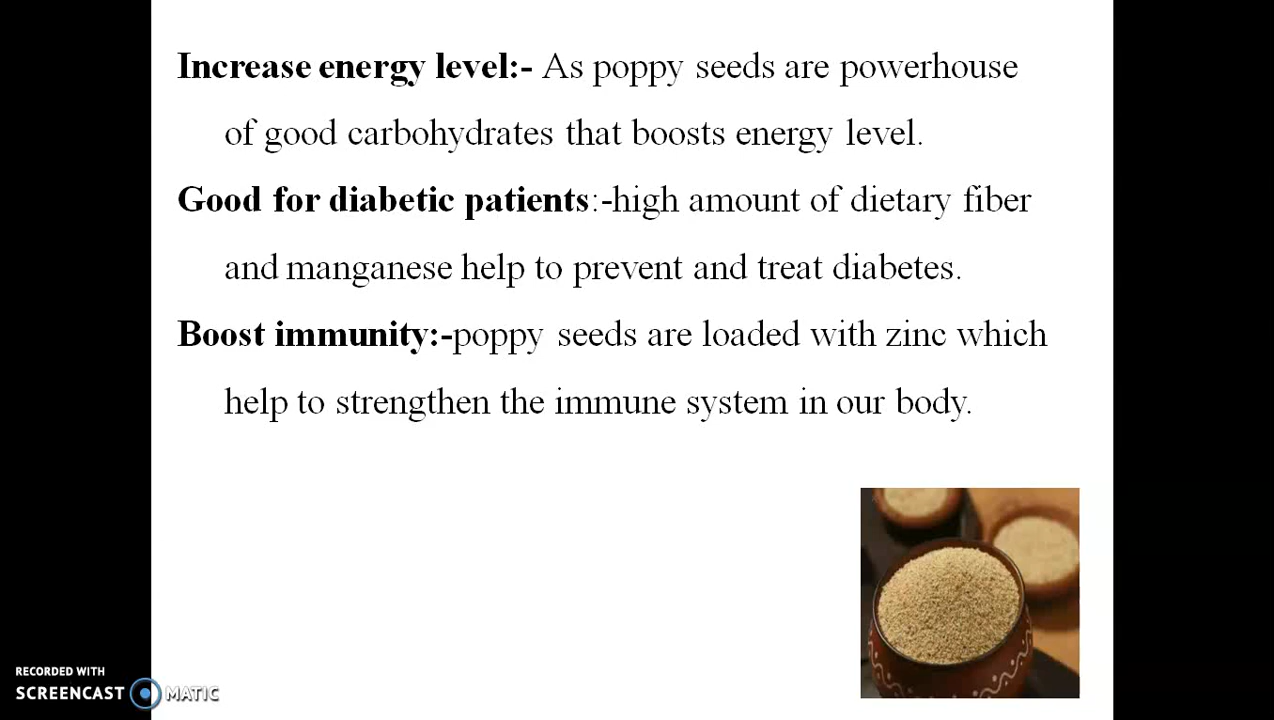 Increase energy level:- As poppy seeds are powerhouse
of good carbohydrates that boosts energy level.
Good for diabetic patients:-high amount of dietary fiber
and manganese help to prevent and treat diabetes.
Boost immunity:-poppy seeds are loaded with zinc which
help to strengthen the immune system in our body.
RECORDED WITH
SCREENCAST MATIC